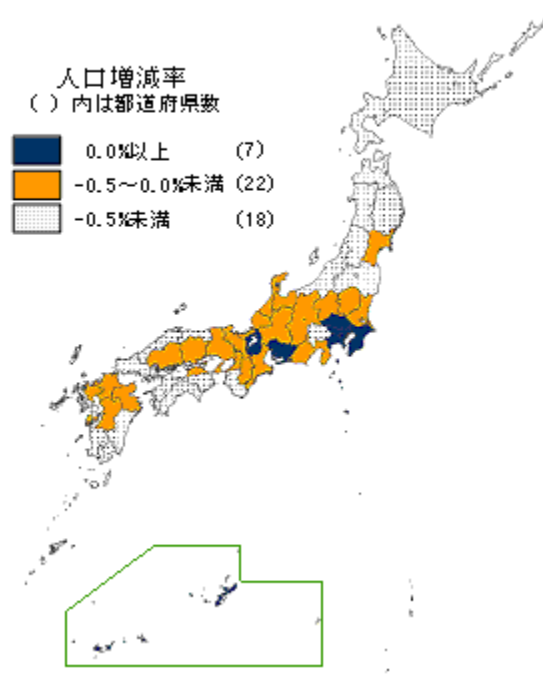 人口増減率
( ) 内は都道府県数
0.0%以上 (7)
-0.5～0.0%未満 (22)
-0.5%未満 (18)